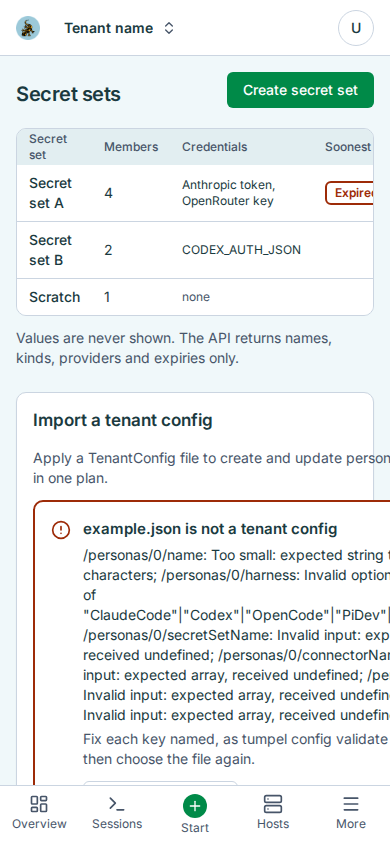 Tenant name
U
Secret sets
Create secret set
Secret set
Members
Credentials
Soonest
Secret set A
4
Anthropic token,
OpenRouter key
Expired
Secret set B
2
CODEX_AUTH_JSON
Scratch
1
none
Values are never shown. The API returns names,
kinds, providers and expiries only.
Import a tenant config
Apply a TenantConfig file to create and update person
in one plan.
example.json is not a tenant config
/personas/0/name: Too small: expected string t
characters; /personas/0/harness: Invalid option
of
"ClaudeCode"|"Codex"|"OpenCode"|"PiDev"|
/personas/0/secretSetName: Invalid input: exp
received undefined; /personas/0/connectorNa
input: expected array, received undefined; /pe
Invalid input: expected array, received undefin
Invalid input: expected array, received undefin
Fix each key named, as tumpel config validate
then choose the file again.
Overview
Sessions
Start
Hosts
More